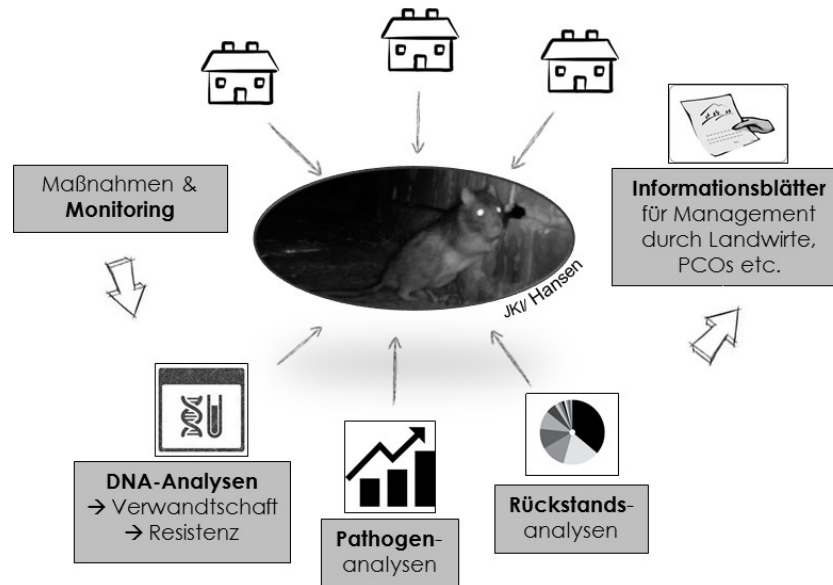 Maßnahmen &
Monitoring
Informationsblätter
für Management
durch Landwirte,
PCOs etc.
JKI/ Hansen
DNA-Analysen
→ Verwandtschaft
→ Resistenz
Pathogen-
analysen
Rückstands-
analysen